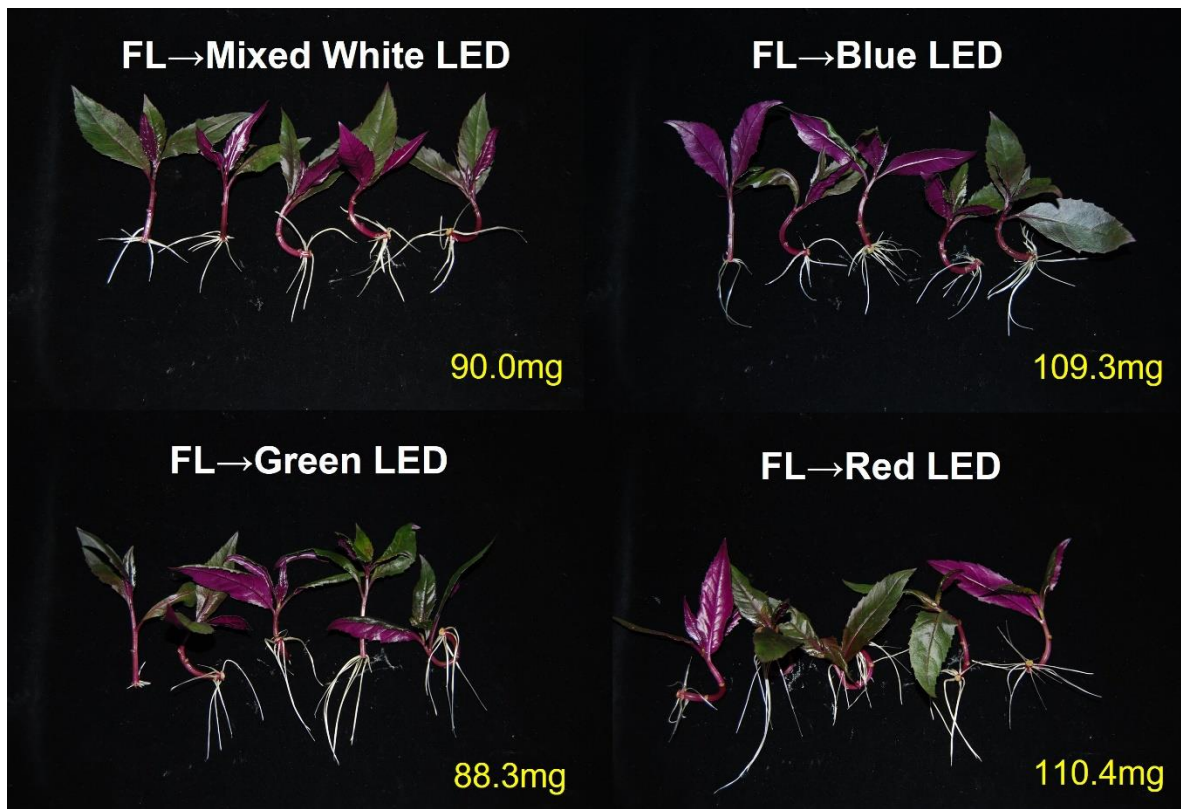 FL→Mixed White LED
FL→Blue LED
90.0mg
109.3mg
FL→Green LED
FL→Red LED
88.3mg
110.4mg